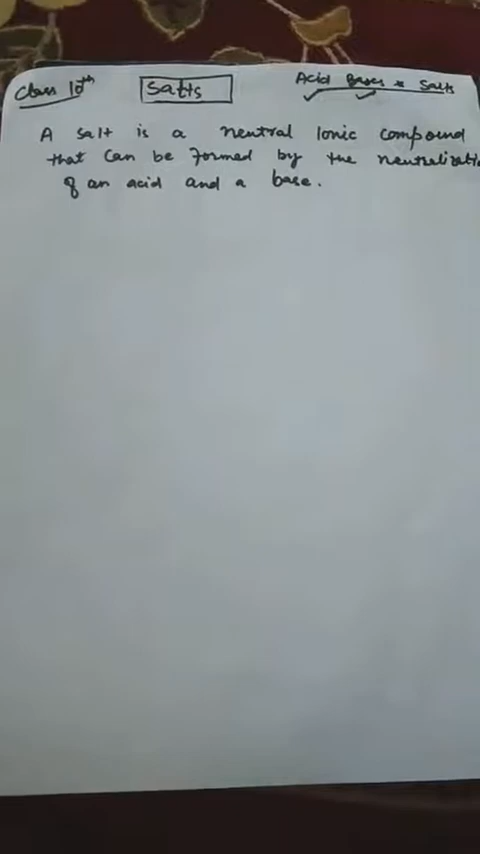 Class 10th
Salts
Acid Bases & Salts
A salt is a neutral Ionic compound
that can be formed by the neutralizati
of an acid and a base.